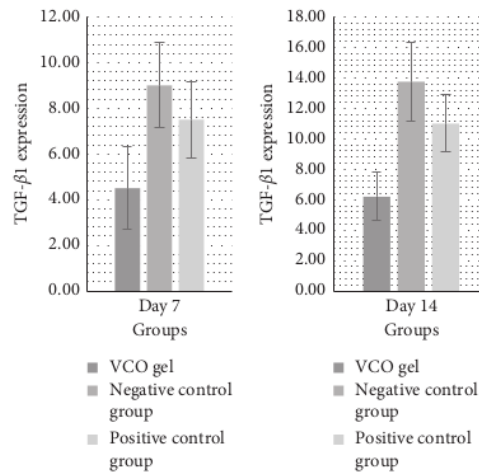 TGF-β1 expression
12.00
10.00
8.00
6.00
4.00
2.00
0.00
Day 7
Groups
VCO gel
Negative control
group
Positive control
group
TGF-β1 expression
18.00
16.00
14.00
12.00
10.00
8.00
6.00
4.00
2.00
0.00
Day 14
Groups
VCO gel
Negative control
group
Positive control
group